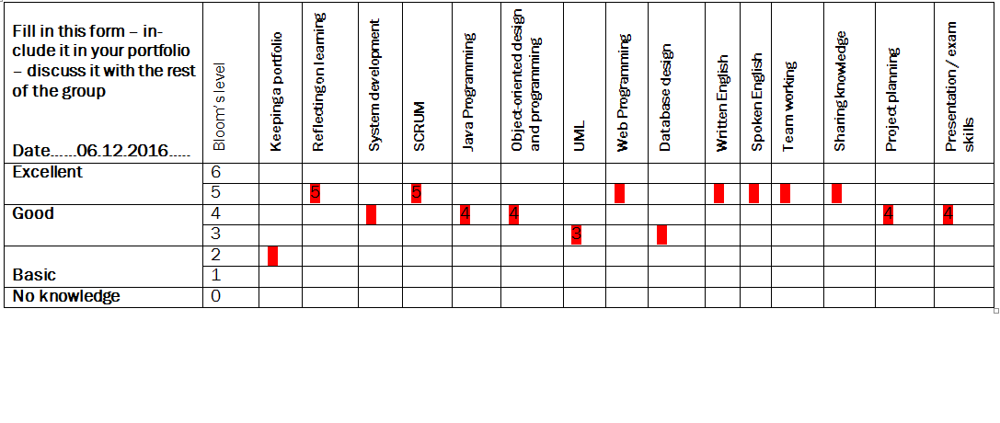 Fill in this form – in-
clude it in your portfolio
– discuss it with the rest
of the group
Date......06.12.2016.....
Bloom's level
Keeping a portfolio
Reflecting on learning
System development
SCRUM
Java Programming
Object-oriented design
and programming
UML
Web Programming
Database design
Written English
Spoken English
Team working
Sharing knowledge
Project planning
Presentation / exam
skills
Excellent 6
5 5 5
Good 4 4 4 4 4
3 3
2
Basic 1
No knowledge 0